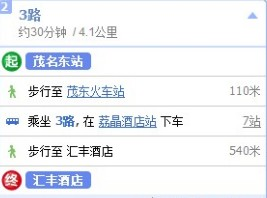 2
3路
约30分钟 / 4.1公里
起 茂名东站
步行至 茂东火车站 110米
乘坐 3路, 在 荔晶酒店站 下车 7站
步行至 汇丰酒店 540米
终 汇丰酒店